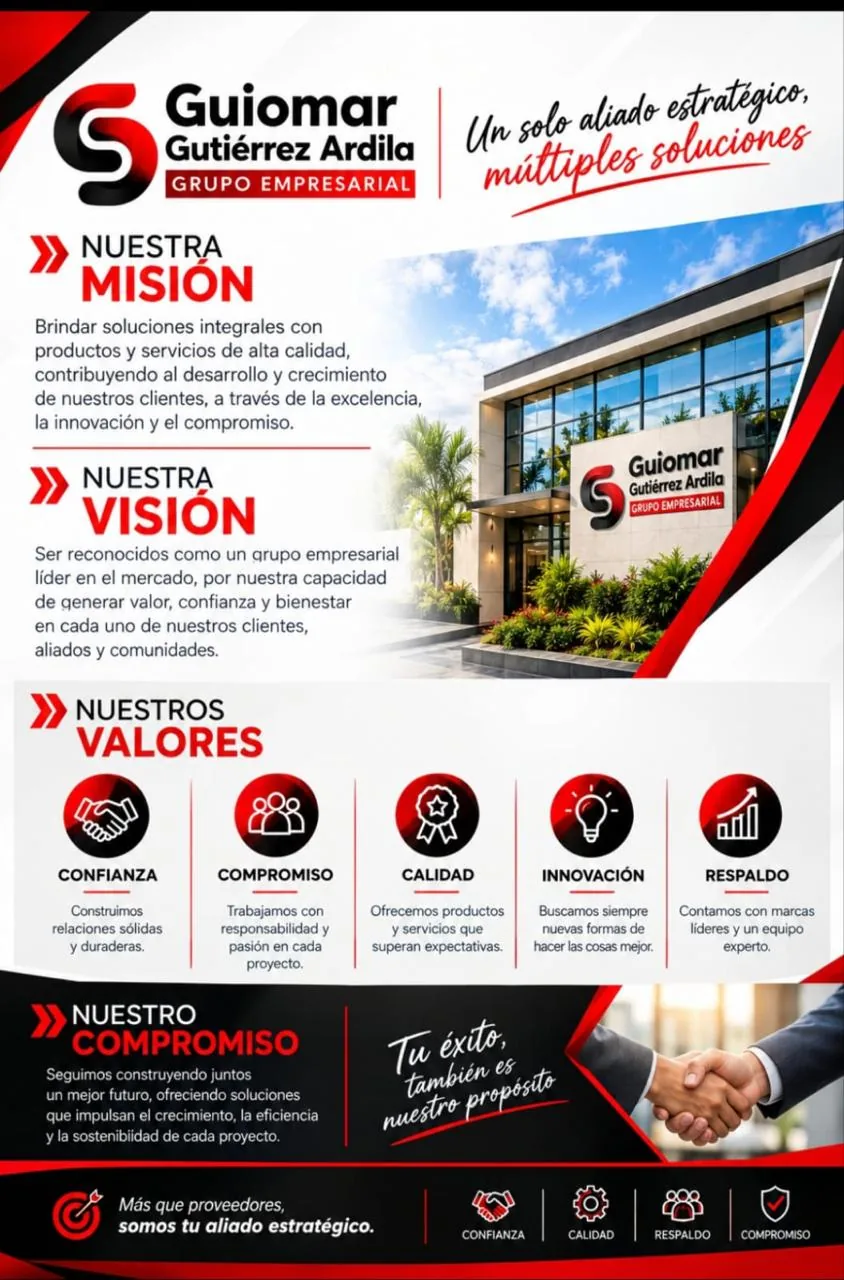 Guiomar
Gutiérrez Ardila
GRUPO EMPRESARIAL
Un solo aliado estratégico,
múltiples soluciones
NUESTRA
MISIÓN
Brindar soluciones integrales con
productos y servicios de alta calidad,
contribuyendo al desarrollo y crecimiento
de nuestros clientes, a través de la excelencia,
la innovación y el compromiso.
Guiomar
Gutiérrez Ardila
GRUPO EMPRESARIAL
NUESTRA
VISIÓN
Ser reconocidos como un grupo empresarial
líder en el mercado, por nuestra capacidad
de generar valor, confianza y bienestar
en cada uno de nuestros clientes,
aliados y comunidades.
NUESTROS
VALORES
CONFIANZA
Construimos
relaciones sólidas
y duraderas.
COMPROMISO
Trabajamos con
responsabilidad y
pasión en cada
proyecto.
CALIDAD
Ofrecemos productos
y servicios que
superan expectativas.
INNOVACIÓN
Buscamos siempre
nuevas formas de
hacer las cosas mejor.
RESPALDO
Contamos con marcas
líderes y un equipo
experto.
NUESTRO
COMPROMISO
Seguimos construyendo juntos
un mejor futuro, ofreciendo soluciones
que impulsan el crecimiento, la eficiencia
y la sostenibilidad de cada proyecto.
Tu éxito,
también es
nuestro propósito
Más que proveedores,
somos tu aliado estratégico.
CONFIANZA
CALIDAD
RESPALDO
COMPROMISO